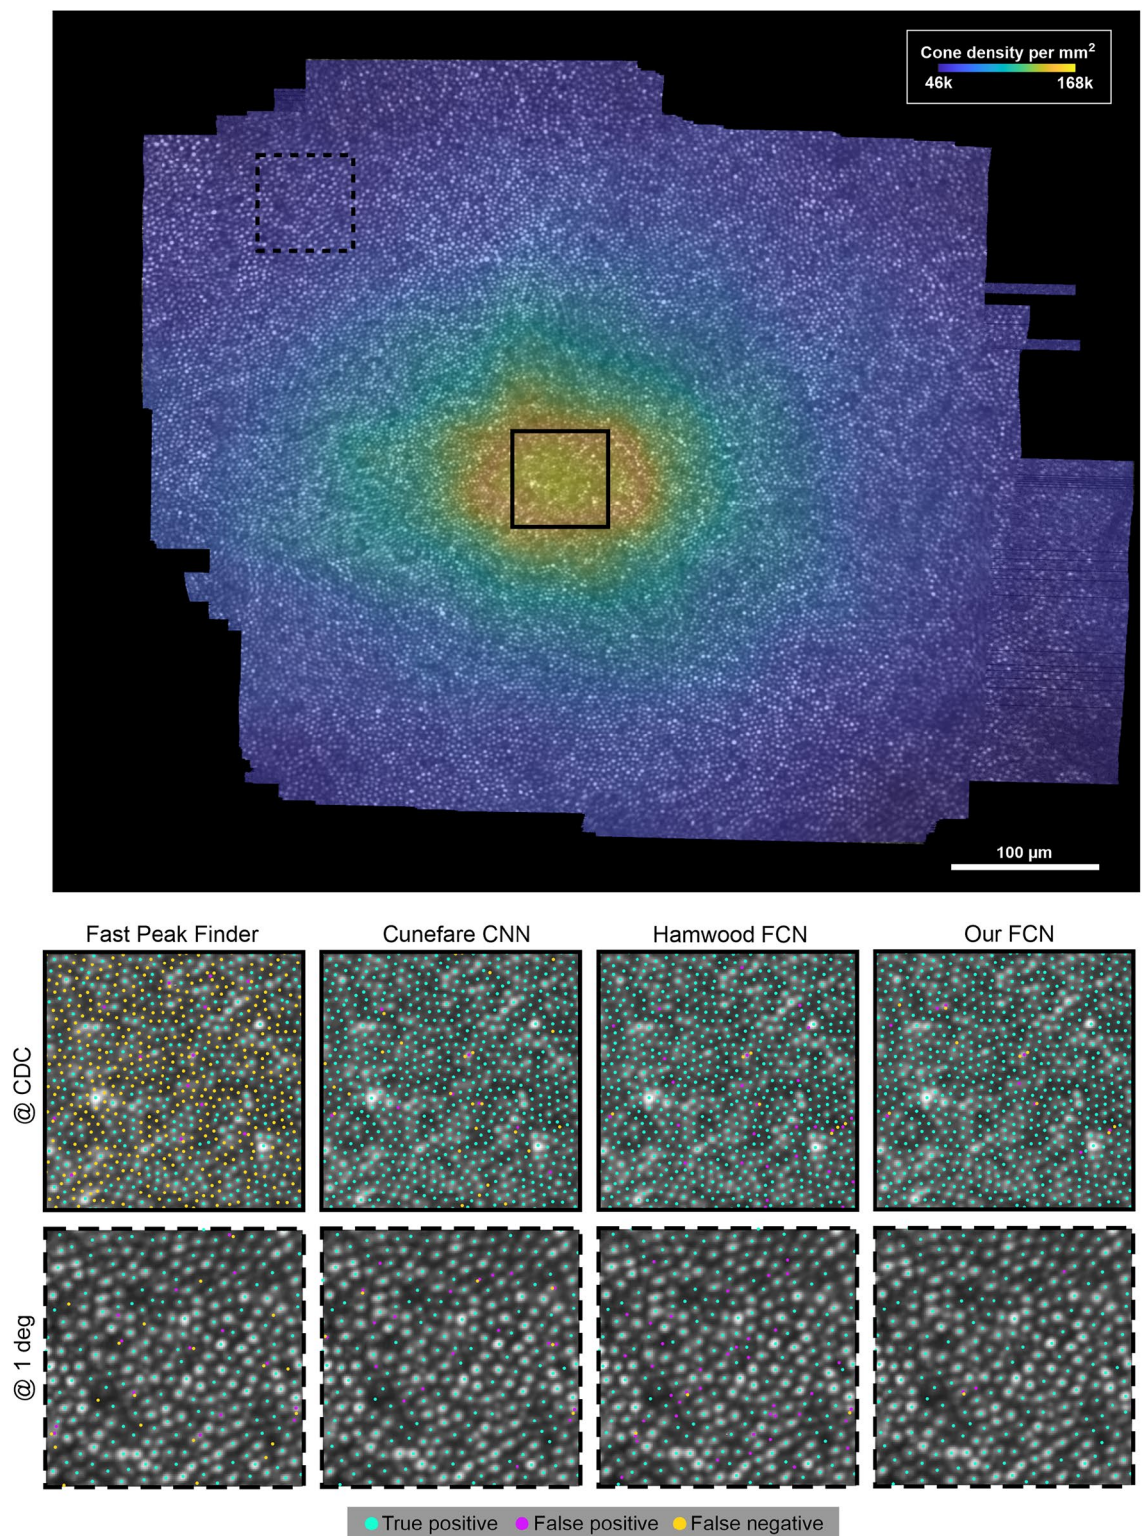 Cone density per mm²
46k 168k
100 µm
Fast Peak Finder Cunefare CNN Hamwood FCN Our FCN
@ CDC
@ 1 deg
True positive False positive False negative